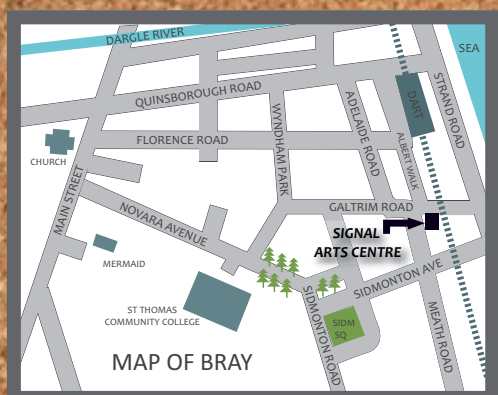 DARGLE RIVER
SEA
QUINSBOROUGH ROAD
DART
STRAND ROAD
WYNDHAM PARK
ADELAIDE ROAD
ALBERT WALK
FLORENCE ROAD
CHURCH
MAIN STREET
NOVARA AVENUE
GALTRIM ROAD
SIGNAL
ARTS CENTRE
MERMAID
SIDMONTON AVE
ST THOMAS
COMMUNITY COLLEGE
SIDMONTON ROAD
SIDM
SQ
MEATH ROAD
MAP OF BRAY